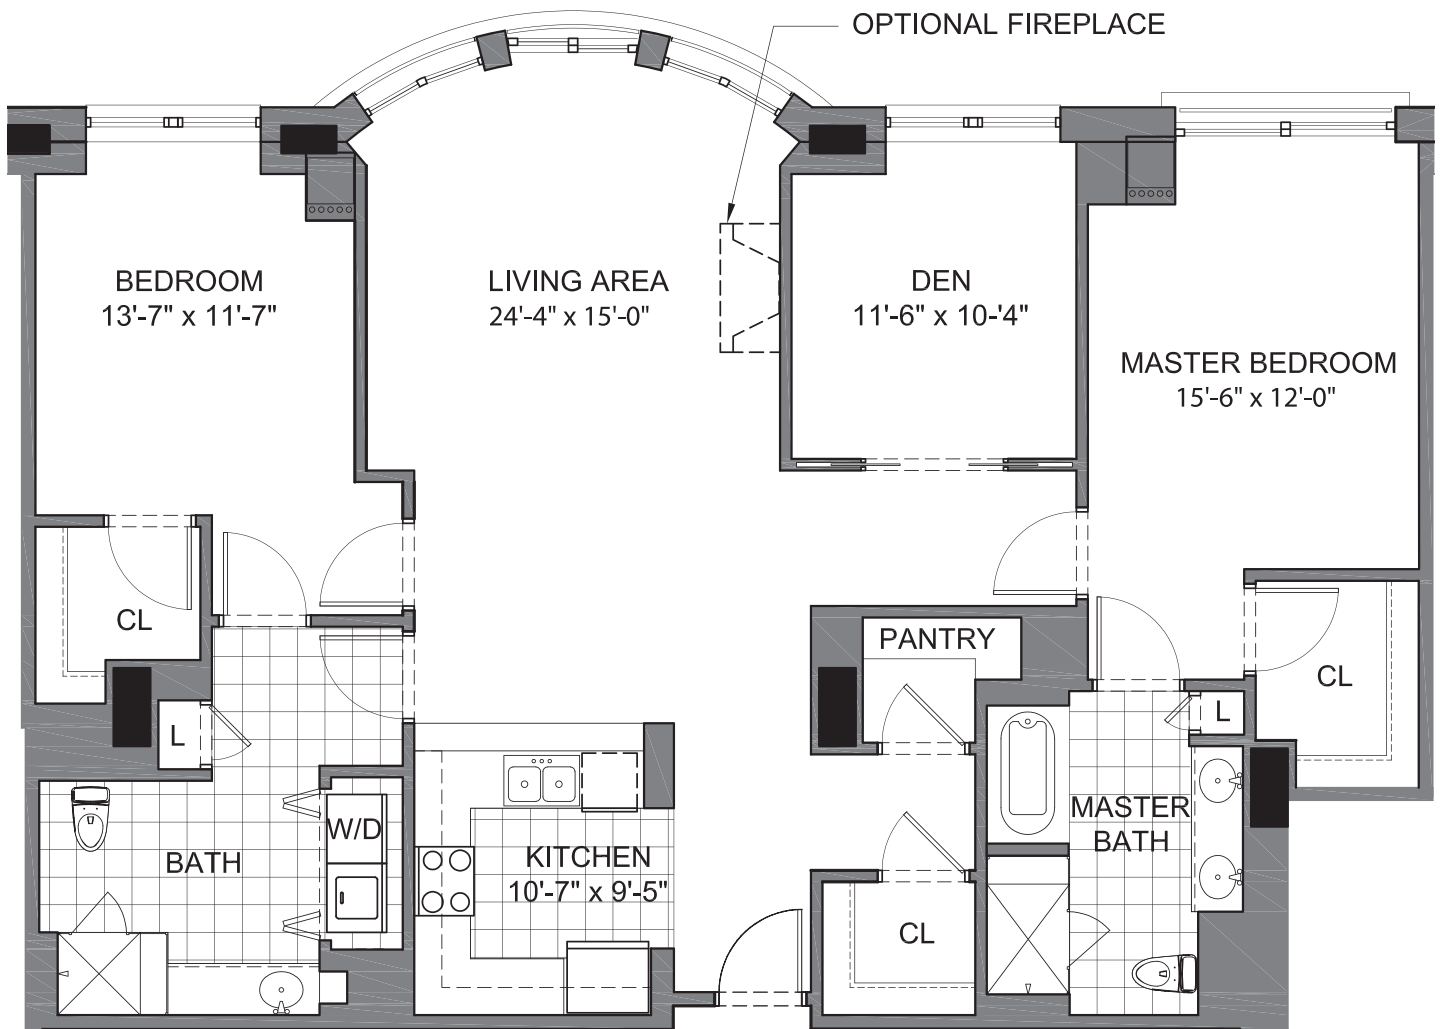 OPTIONAL FIREPLACE
BEDROOM
13'-7" x 11'-7"
LIVING AREA
24'-4" x 15'-0"
DEN
11'-6" x 10-'4"
MASTER BEDROOM
15'-6" x 12'-0"
CL
PANTRY
CL
L
L
W/D
BATH
KITCHEN
10'-7" x 9'-5"
MASTER
BATH
CL